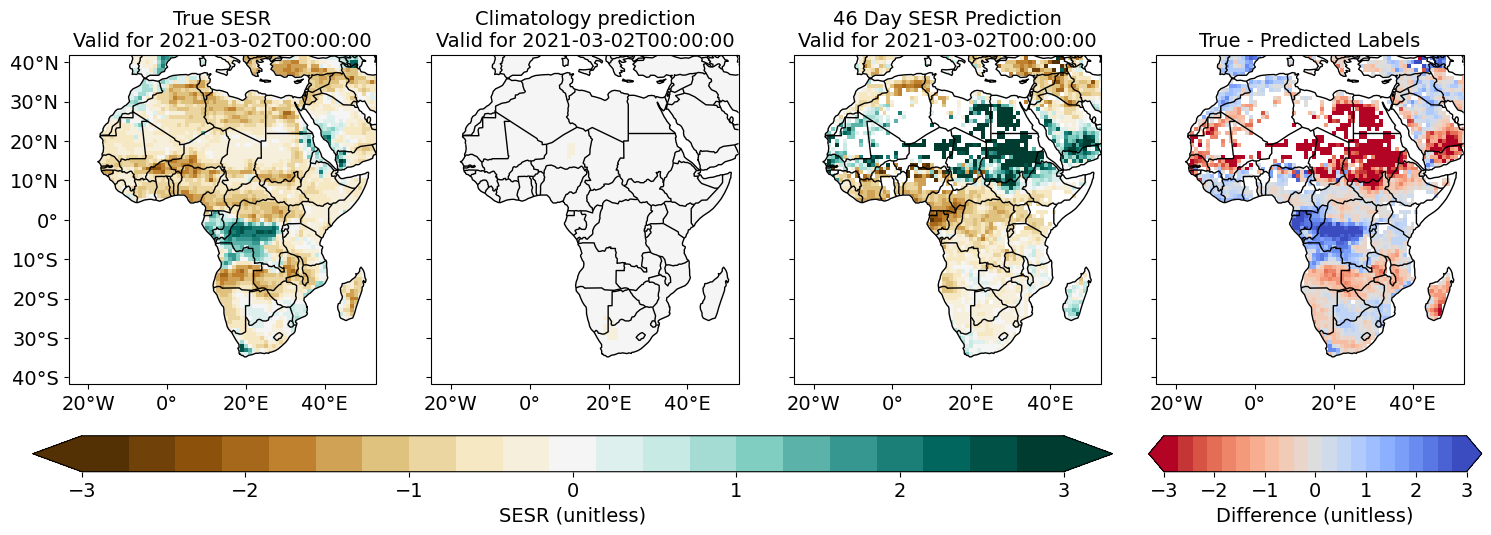 True SESR
Valid for 2021-03-02T00:00:00
Climatology prediction
Valid for 2021-03-02T00:00:00
46 Day SESR Prediction
Valid for 2021-03-02T00:00:00
True - Predicted Labels
40°N
30°N
20°N
10°N
0°
10°S
20°S
30°S
40°S
20°W 0° 20°E 40°E
20°W 0° 20°E 40°E
20°W 0° 20°E 40°E
20°W 0° 20°E 40°E
−3 −2 −1 0 1 2 3
SESR (unitless)
−3 −2 −1 0 1 2 3
Difference (unitless)